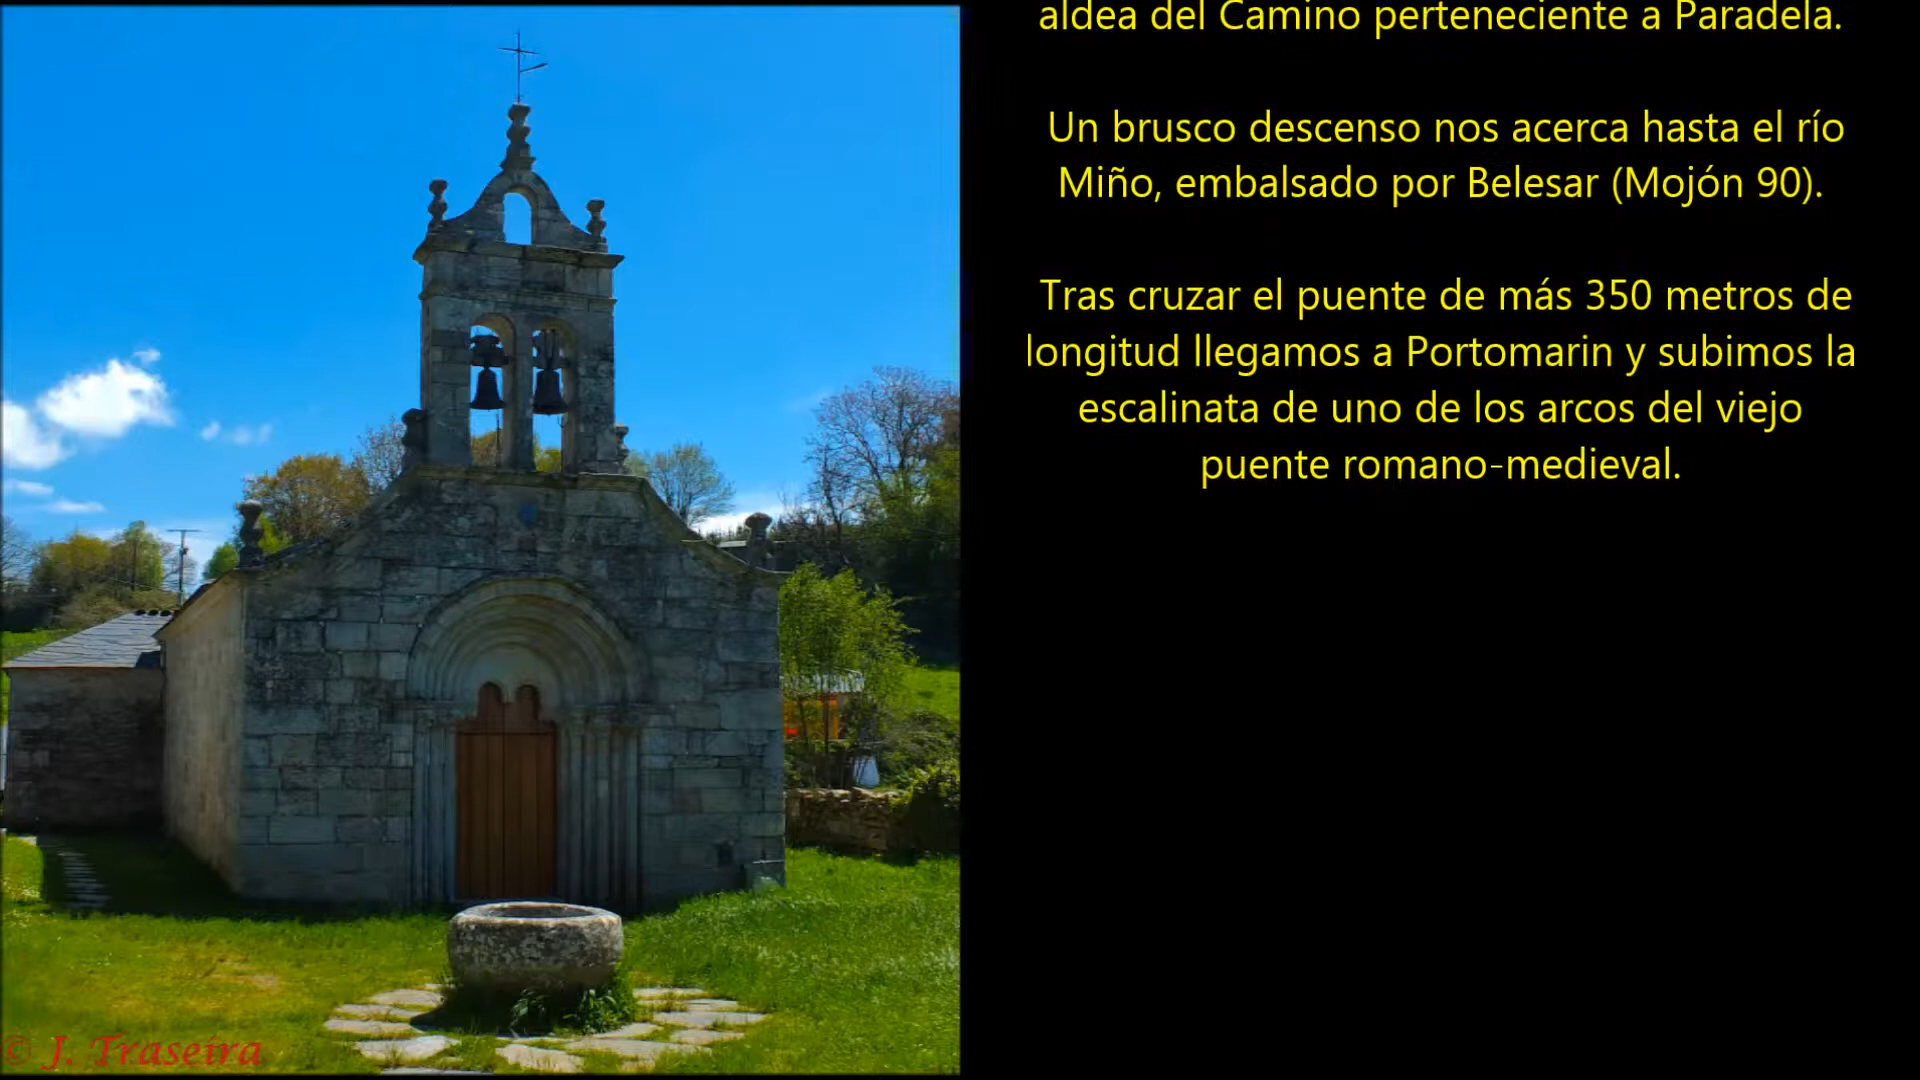 aldea del Camino perteneciente a Paradela.
Un brusco descenso nos acerca hasta el río
Miño, embalsado por Belesar (Mojón 90).
Tras cruzar el puente de más 350 metros de
longitud llegamos a Portomarin y subimos la
escalinata de uno de los arcos del viejo
puente romano-medieval.
© J. Traseira